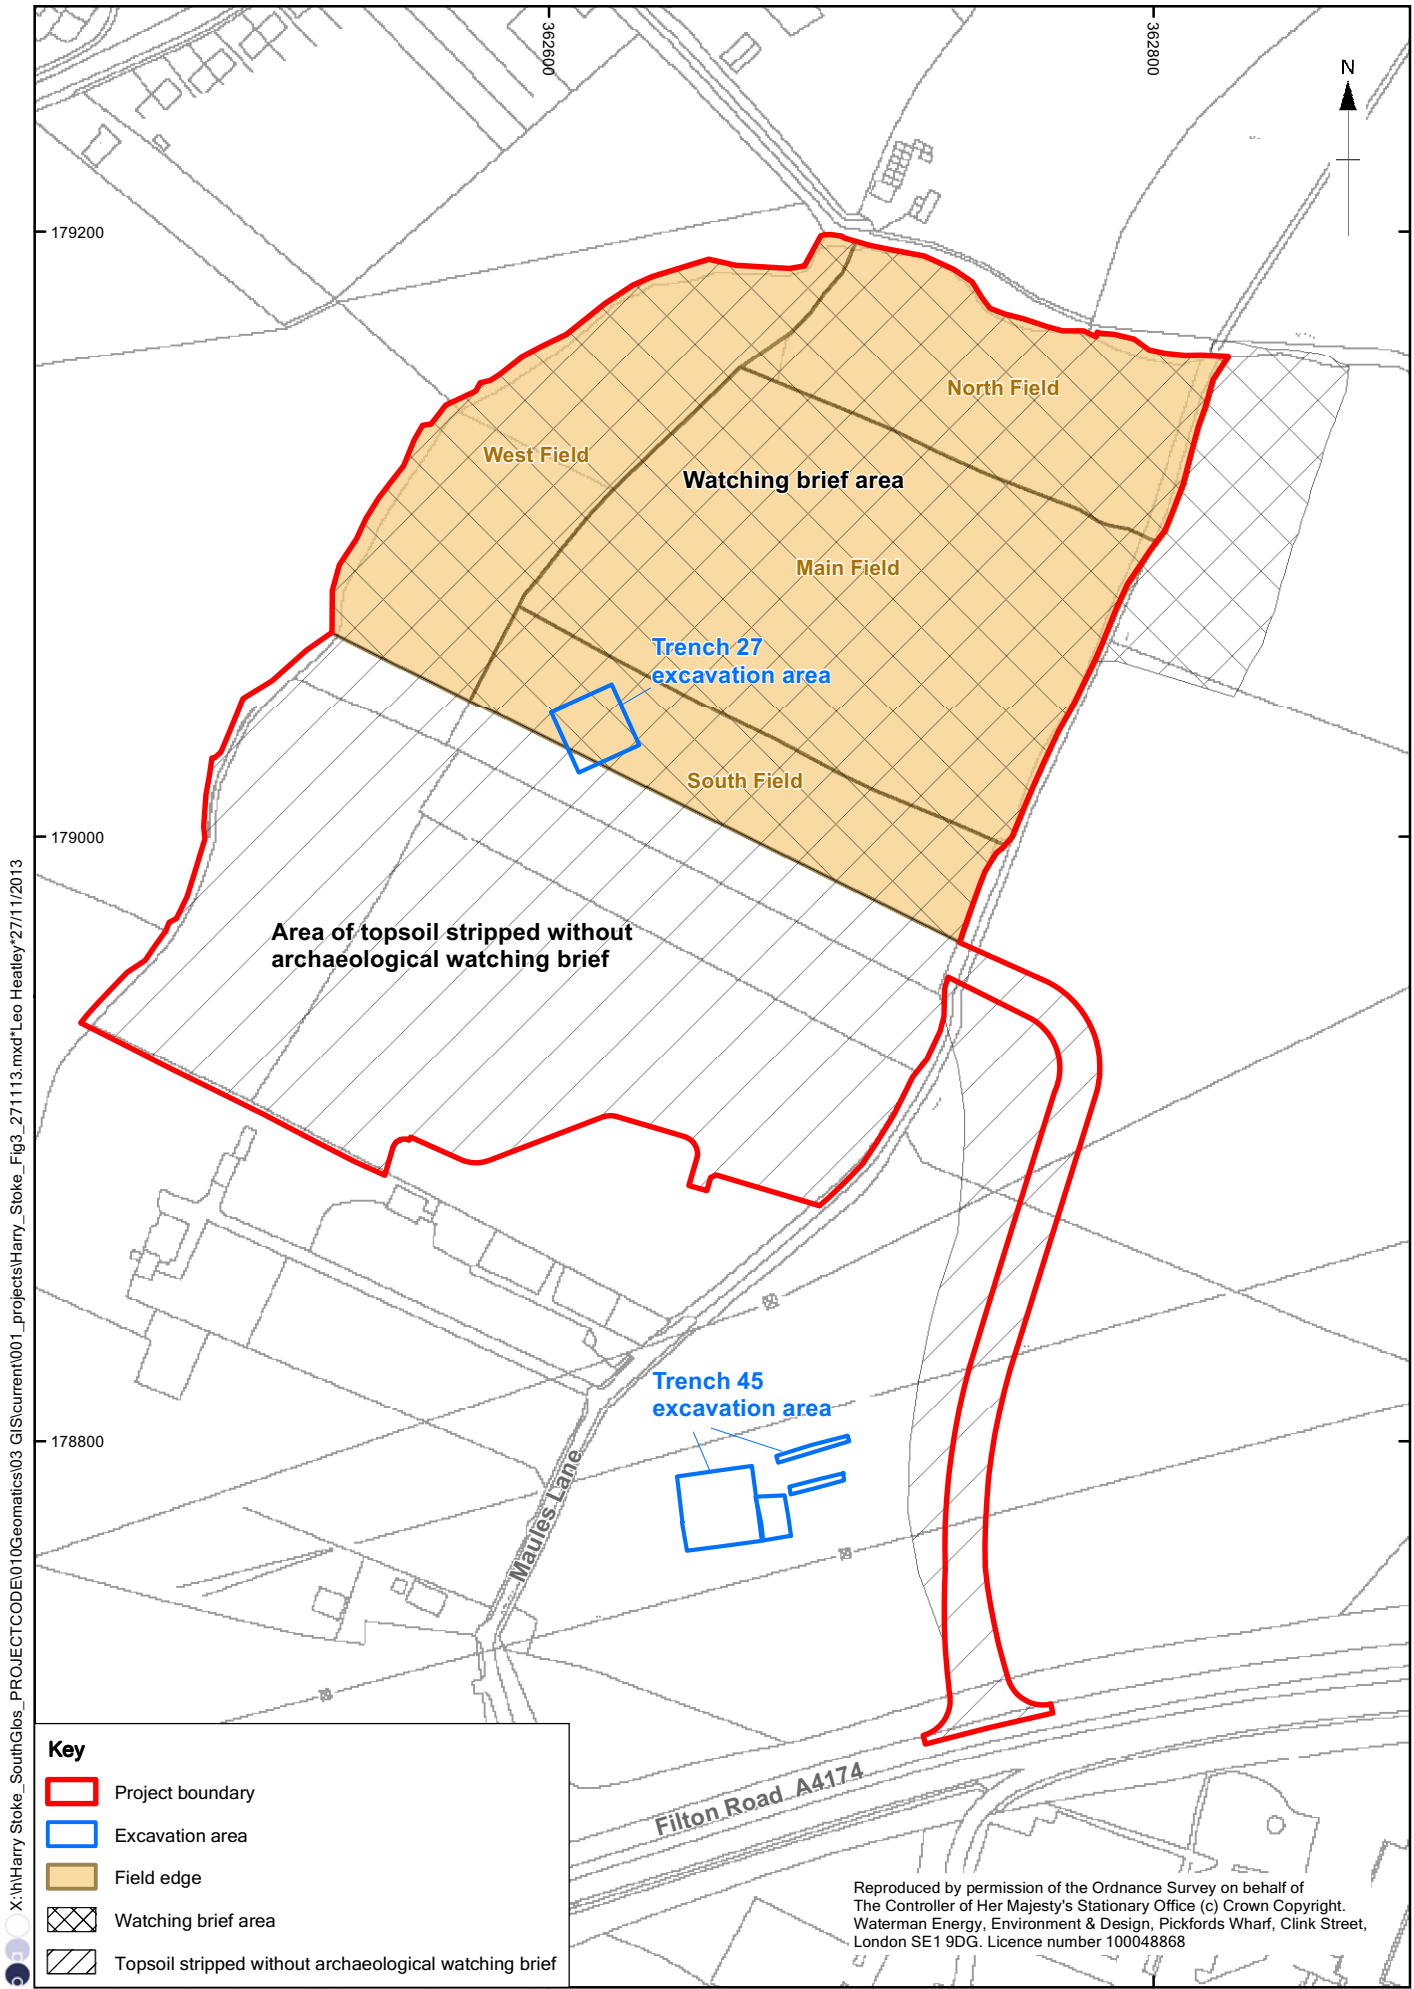 362600
362800
N
179200
North Field
West Field
Watching brief area
Main Field
Trench 27
excavation area
South Field
179000
Area of topsoil stripped without
archaeological watching brief
Trench 45
excavation area
178800
Maules Lane
Filton Road A4174
Key
Project boundary
Excavation area
Field edge
Watching brief area
Topsoil stripped without archaeological watching brief
Reproduced by permission of the Ordnance Survey on behalf of
The Controller of Her Majesty's Stationary Office (c) Crown Copyright.
Waterman Energy, Environment & Design, Pickfords Wharf, Clink Street,
London SE1 9DG. Licence number 100048868
X:\h\Harry Stoke_SouthGlos_PROJECTCODE\010Geomatics\03 GIS\current\001_projects\Harry_Stoke_Fig3_271113.mxd*Leo Heatley*27/11/2013